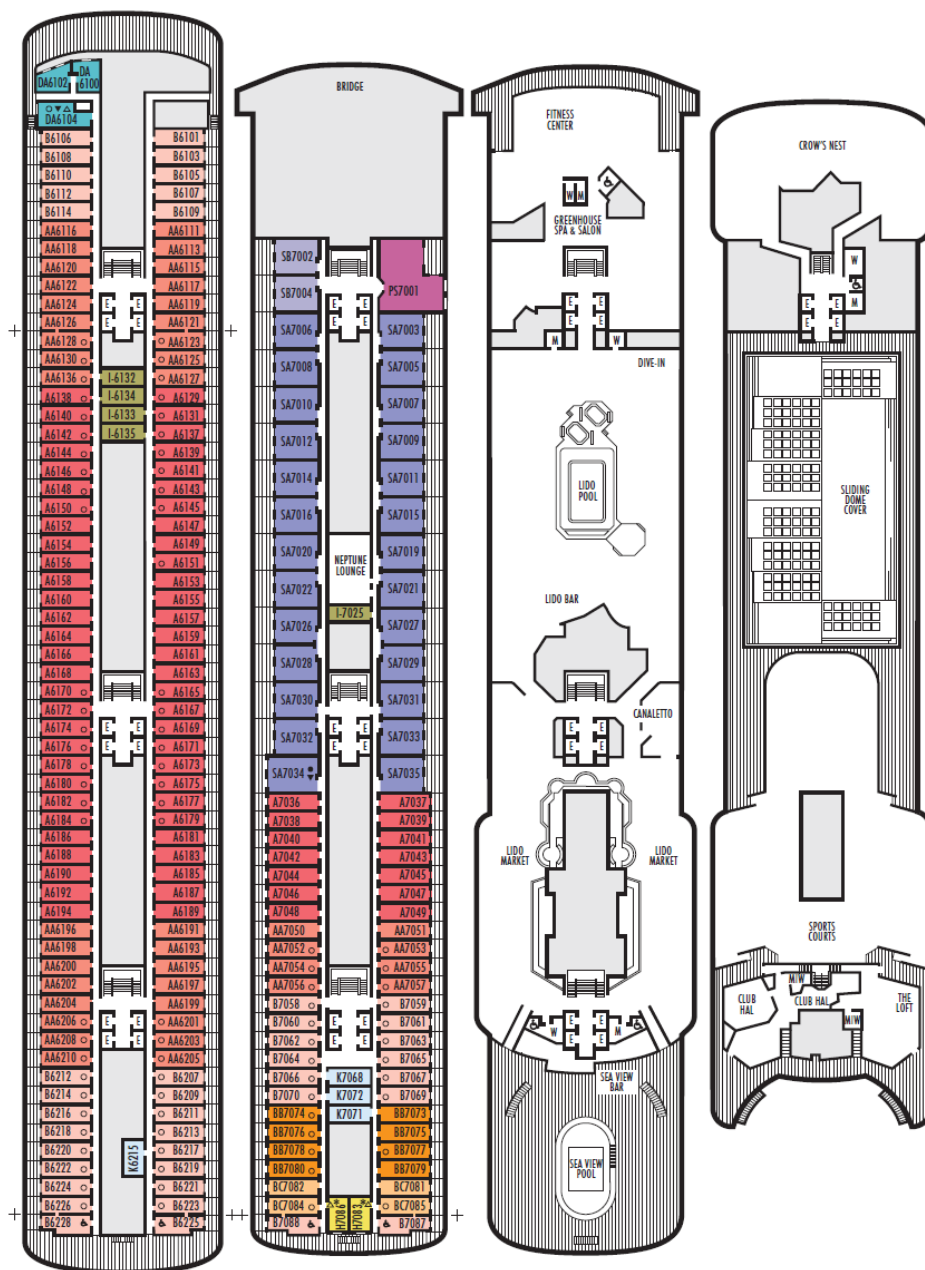 DA6102
DA
6100
DA6104
B6106
B6108
B6110
B6112
B6114
AA6116
AA6118
AA6120
AA6122
AA6124
AA6126
AA6128
AA6130
AA6136
A6138
A6140
A6142
A6144
A6146
A6148
A6150
A6152
A6154
A6156
A6158
A6160
A6162
A6164
A6166
A6168
A6170
A6172
A6174
A6176
A6178
A6180
A6182
A6184
A6186
A6188
A6190
A6192
A6194
AA6196
AA6198
AA6200
AA6202
AA6204
AA6206
AA6208
AA6210
B6212
B6214
B6216
B6218
B6220
B6222
B6224
B6226
B6228
E E
E E
I-6132
I-6134
I-6133
I-6135
E E
E E
E E
E E
K6215
B6101
B6103
B6105
B6107
B6109
AA6111
AA6113
AA6115
AA6117
AA6119
AA6121
AA6123
AA6125
AA6127
A6129
A6131
A6137
A6139
A6141
A6143
A6145
A6147
A6149
A6151
A6153
A6155
A6157
A6159
A6161
A6163
A6165
A6167
A6169
A6171
A6173
A6175
A6177
A6179
A6181
A6183
A6185
A6187
A6189
AA6191
AA6193
AA6195
AA6197
AA6199
AA6201
AA6203
AA6205
B6207
B6209
B6211
B6213
B6217
B6219
B6221
B6223
B6225
BRIDGE
SB7002
SB7004
SA7006
SA7008
SA7010
SA7012
SA7014
SA7016
SA7020
SA7022
SA7026
SA7028
SA7030
SA7032
SA7034
A7036
A7038
A7040
A7042
A7044
A7046
A7048
AA7050
AA7052
AA7054
AA7056
B7058
B7060
B7062
B7064
B7066
B7070
BB7074
BB7076
BB7078
BB7080
BC7082
BC7084
B7088
E E
E E
NEPTUNE
LOUNGE
I-7025
E E
E E
E E
E E
K7068
K7072
K7071
H7086
H7083
PS7001
SA7003
SA7005
SA7007
SA7009
SA7011
SA7015
SA7019
SA7021
SA7027
SA7029
SA7031
SA7033
SA7035
A7037
A7039
A7041
A7043
A7045
A7047
A7049
AA7051
AA7053
AA7055
AA7057
B7059
B7061
B7063
B7065
B7067
B7069
BB7073
BB7075
BB7077
BB7079
BC7081
BC7085
B7087
FITNESS
CENTER
W M
GREENHOUSE
SPA & SALON
E E
E E
M W
DIVE-IN
LIDO
POOL
LIDO BAR
CANALETTO
E E
E E
LIDO
MARKET
LIDO
MARKET
E E
E E
W M
SEA VIEW
BAR
SEA VIEW
POOL
CROW'S NEST
W
M
E E
E E
SLIDING
DOME
COVER
SPORTS
COURTS
M/W
CLUB
HAL
CLUB HAL
THE
LOFT
M/W